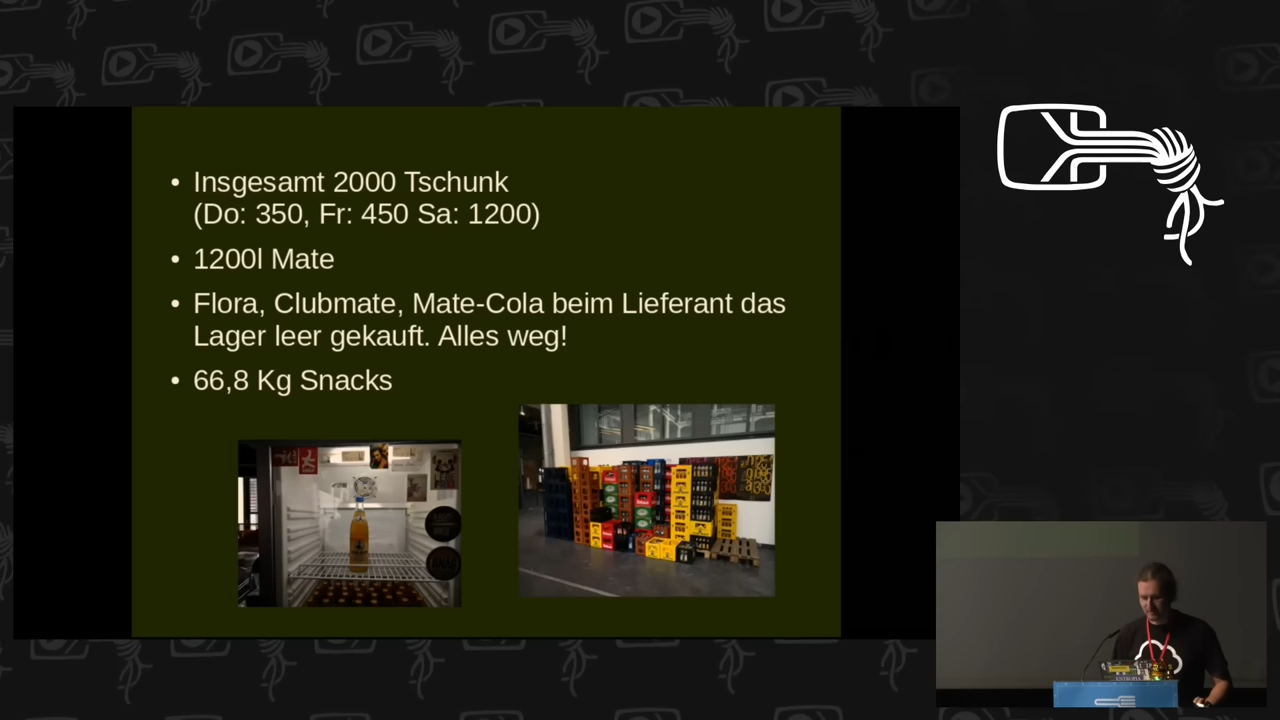 Insgesamt 2000 Tschunk
(Do: 350, Fr: 450 Sa: 1200)
1200l Mate
Flora, Clubmate, Mate-Cola beim Lieferant das
Lager leer gekauft. Alles weg!
66,8 Kg Snacks
ENTROPIA